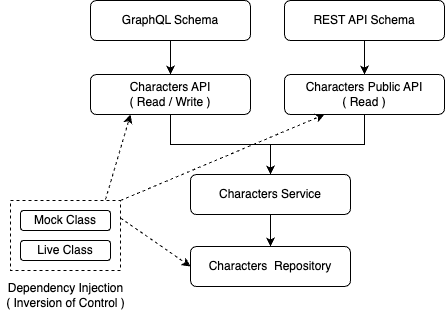 GraphQL Schema
REST API Schema
Characters API
( Read / Write )
Characters Public API
( Read )
Characters Service
Mock Class
Live Class
Characters Repository
Dependency Injection
( Inversion of Control )